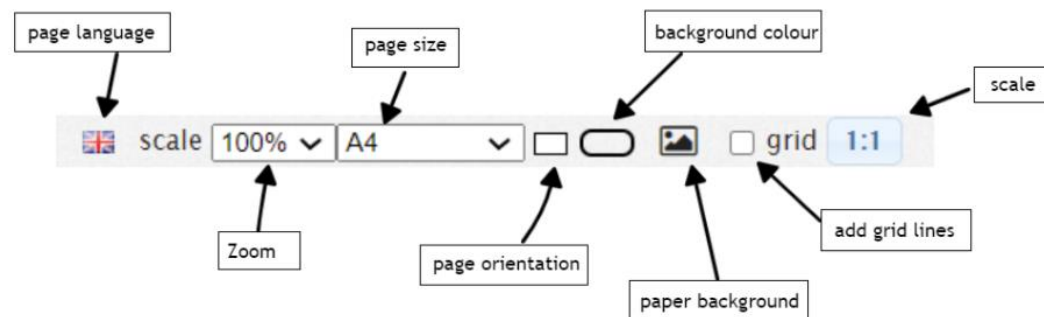 page language
page size
background colour
scale
scale 100% A4 grid 1:1
Zoom
page orientation
add grid lines
paper background